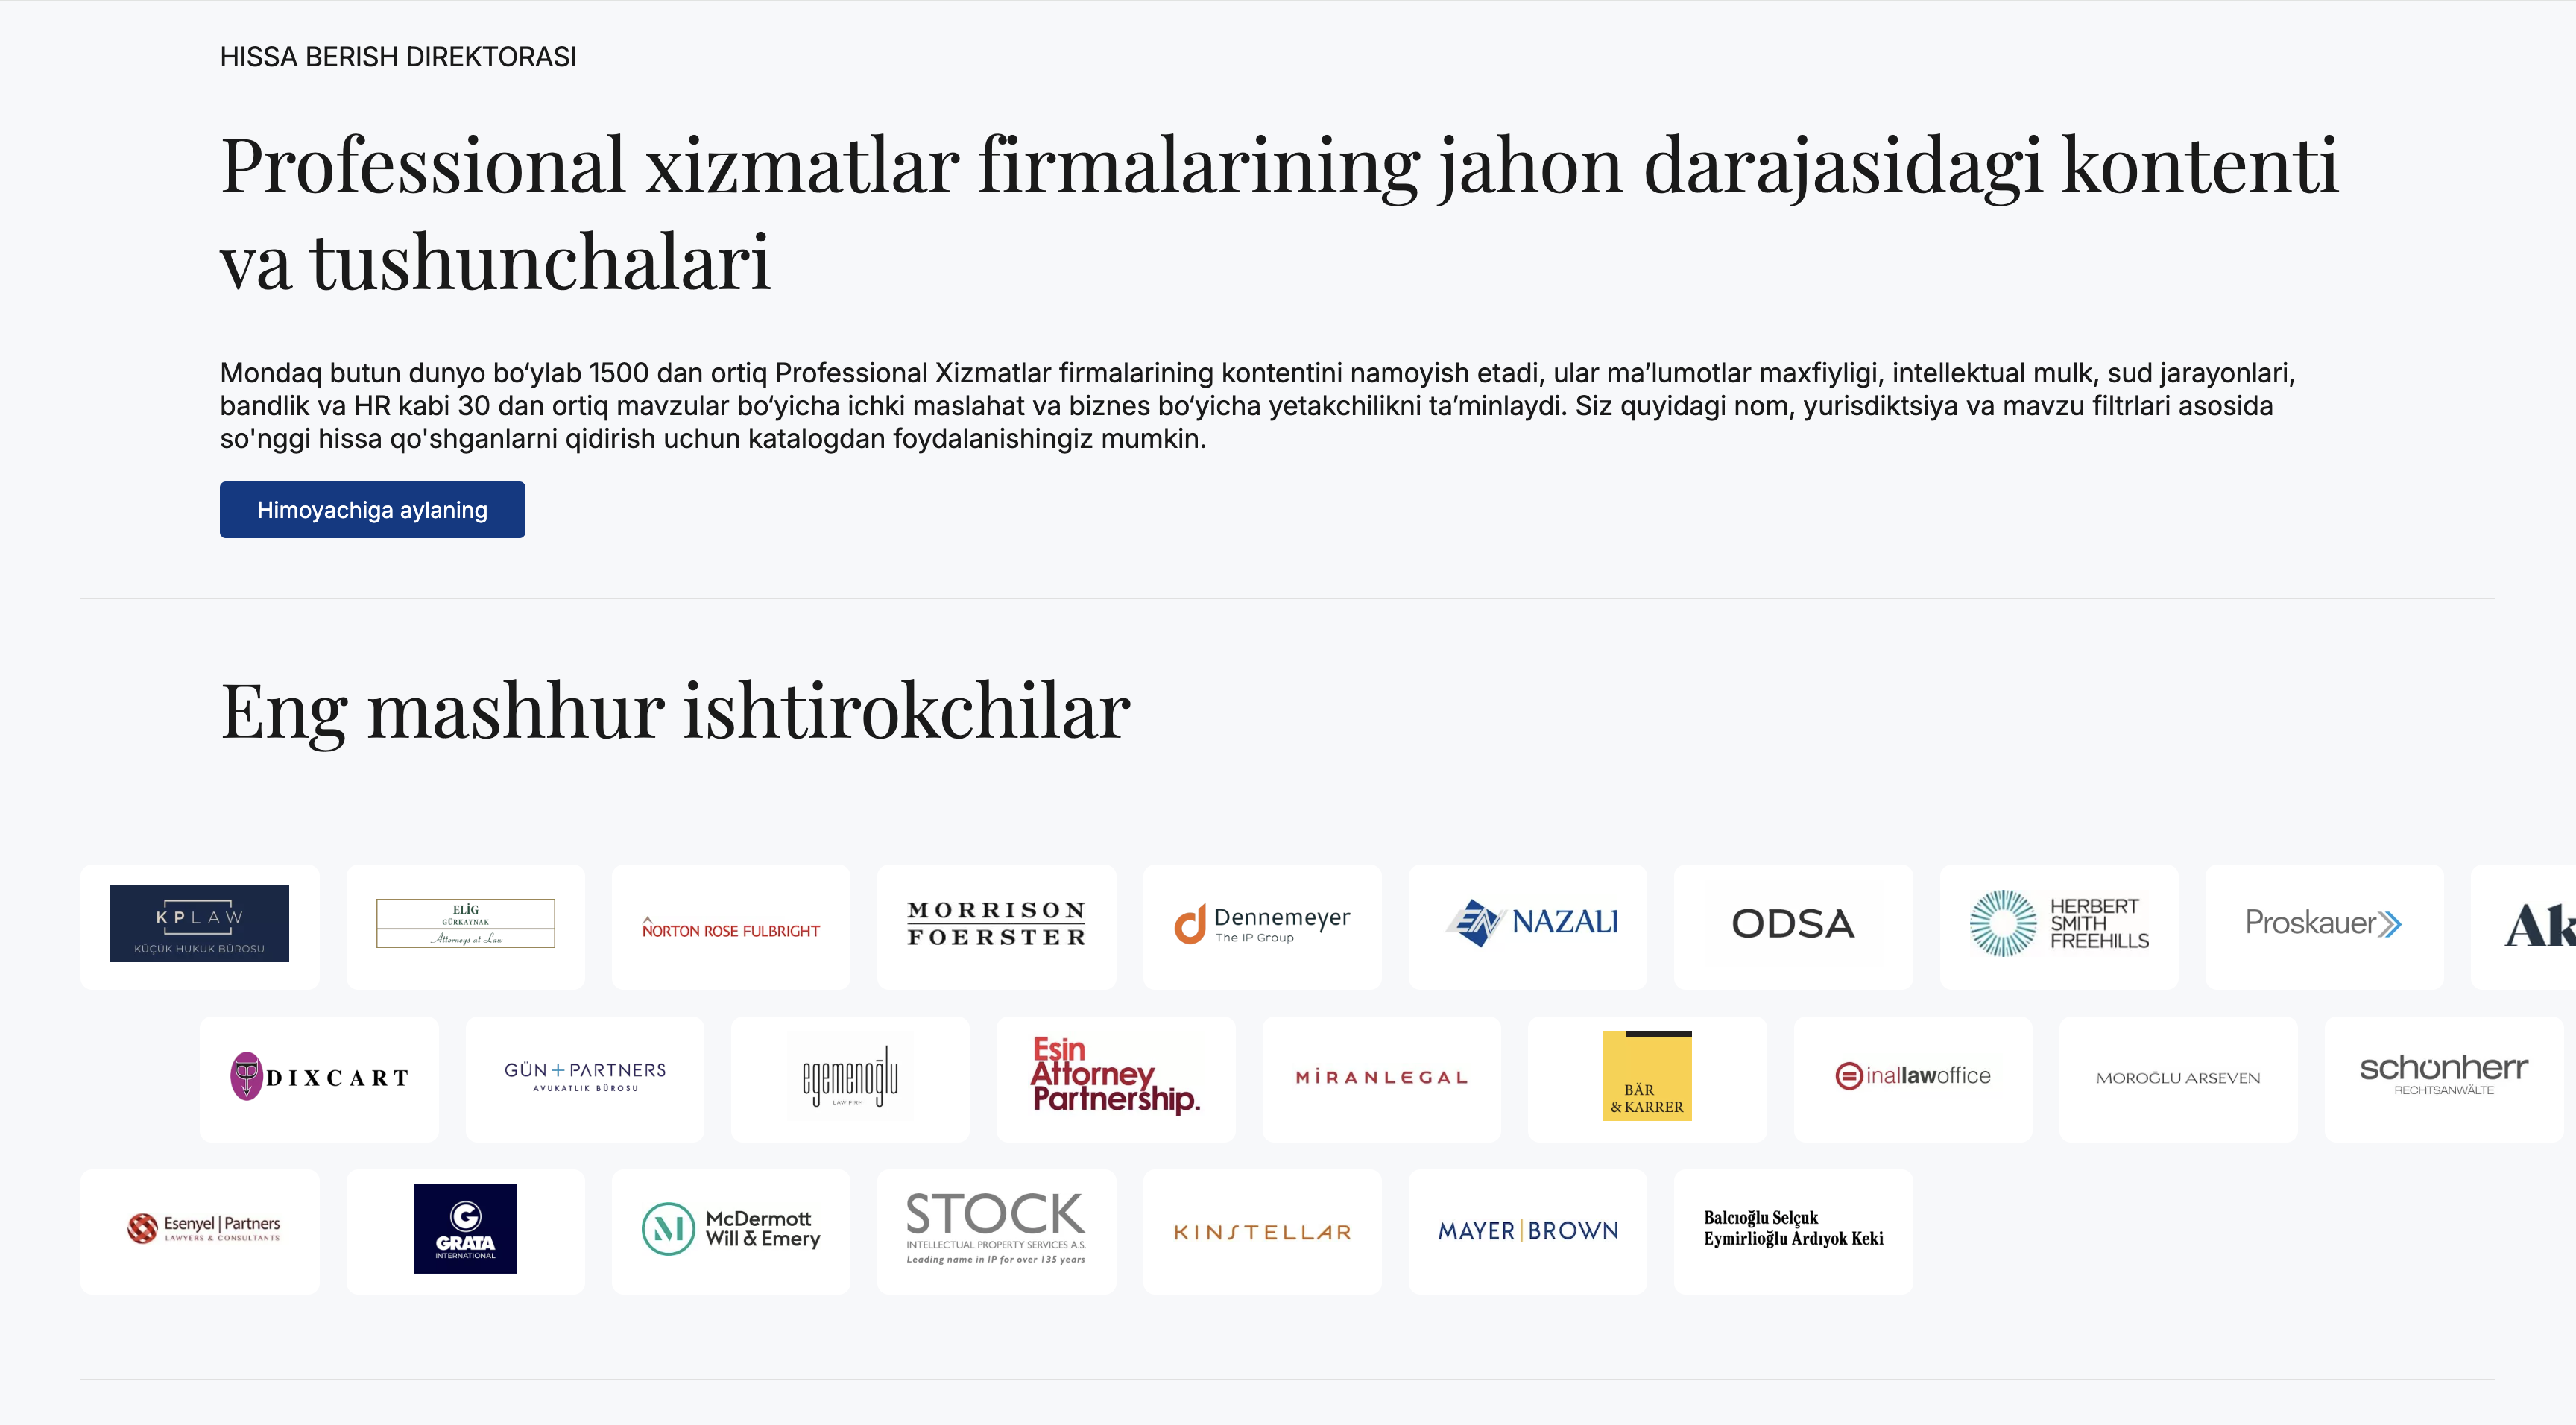 HISSA BERISH DIREKTORASI
Professional xizmatlar firmalarining jahon darajasidagi kontenti
va tushunchalari
Mondaq butun dunyo bo‘ylab 1500 dan ortiq Professional Xizmatlar firmalarining kontentini namoyish etadi, ular ma’lumotlar maxfiyligi, intellektual mulk, sud jarayonlari,
bandlik va HR kabi 30 dan ortiq mavzular bo‘yicha ichki maslahat va biznes bo‘yicha yetakchilikni ta’minlaydi. Siz quyidagi nom, yurisdiktsiya va mavzu filtrlari asosida
so'nggi hissa qo'shganlarni qidirish uchun katalogdan foydalanishingiz mumkin.
Himoyachiga aylaning
Eng mashhur ishtirokchilar
KPLAW
KÜÇÜK HUKUK BÜROSU
ELİG
GÜRKAYNAK
Attorneys at Law
NORTON ROSE FULBRIGHT
MORRISON
FOERSTER
Dennemeyer
The IP Group
EN NAZALI
ODSA
HERBERT
SMITH
FREEHILLS
Proskauer
Ak
DIXCART
GÜN + PARTNERS
AVUKATLIK BÜROSU
egemenoğlu
LAW FIRM
Esin
Attorney
Partnership.
MİRANLEGAL
BÄR
& KARRER
inallawoffice
MOROĞLU ARSEVEN
schönherr
RECHTSANWÄLTE
Esenyel | Partners
LAWYERS & CONSULTANTS
G
GRATA
INTERNATIONAL
M
McDermott
Will & Emery
STOCK
INTELLECTUAL PROPERTY SERVICES A.S.
Leading name in IP for over 135 years
KINSTELLAR
MAYER | BROWN
Balcıoğlu Selçuk
Eymirlioğlu Ardıyok Keki